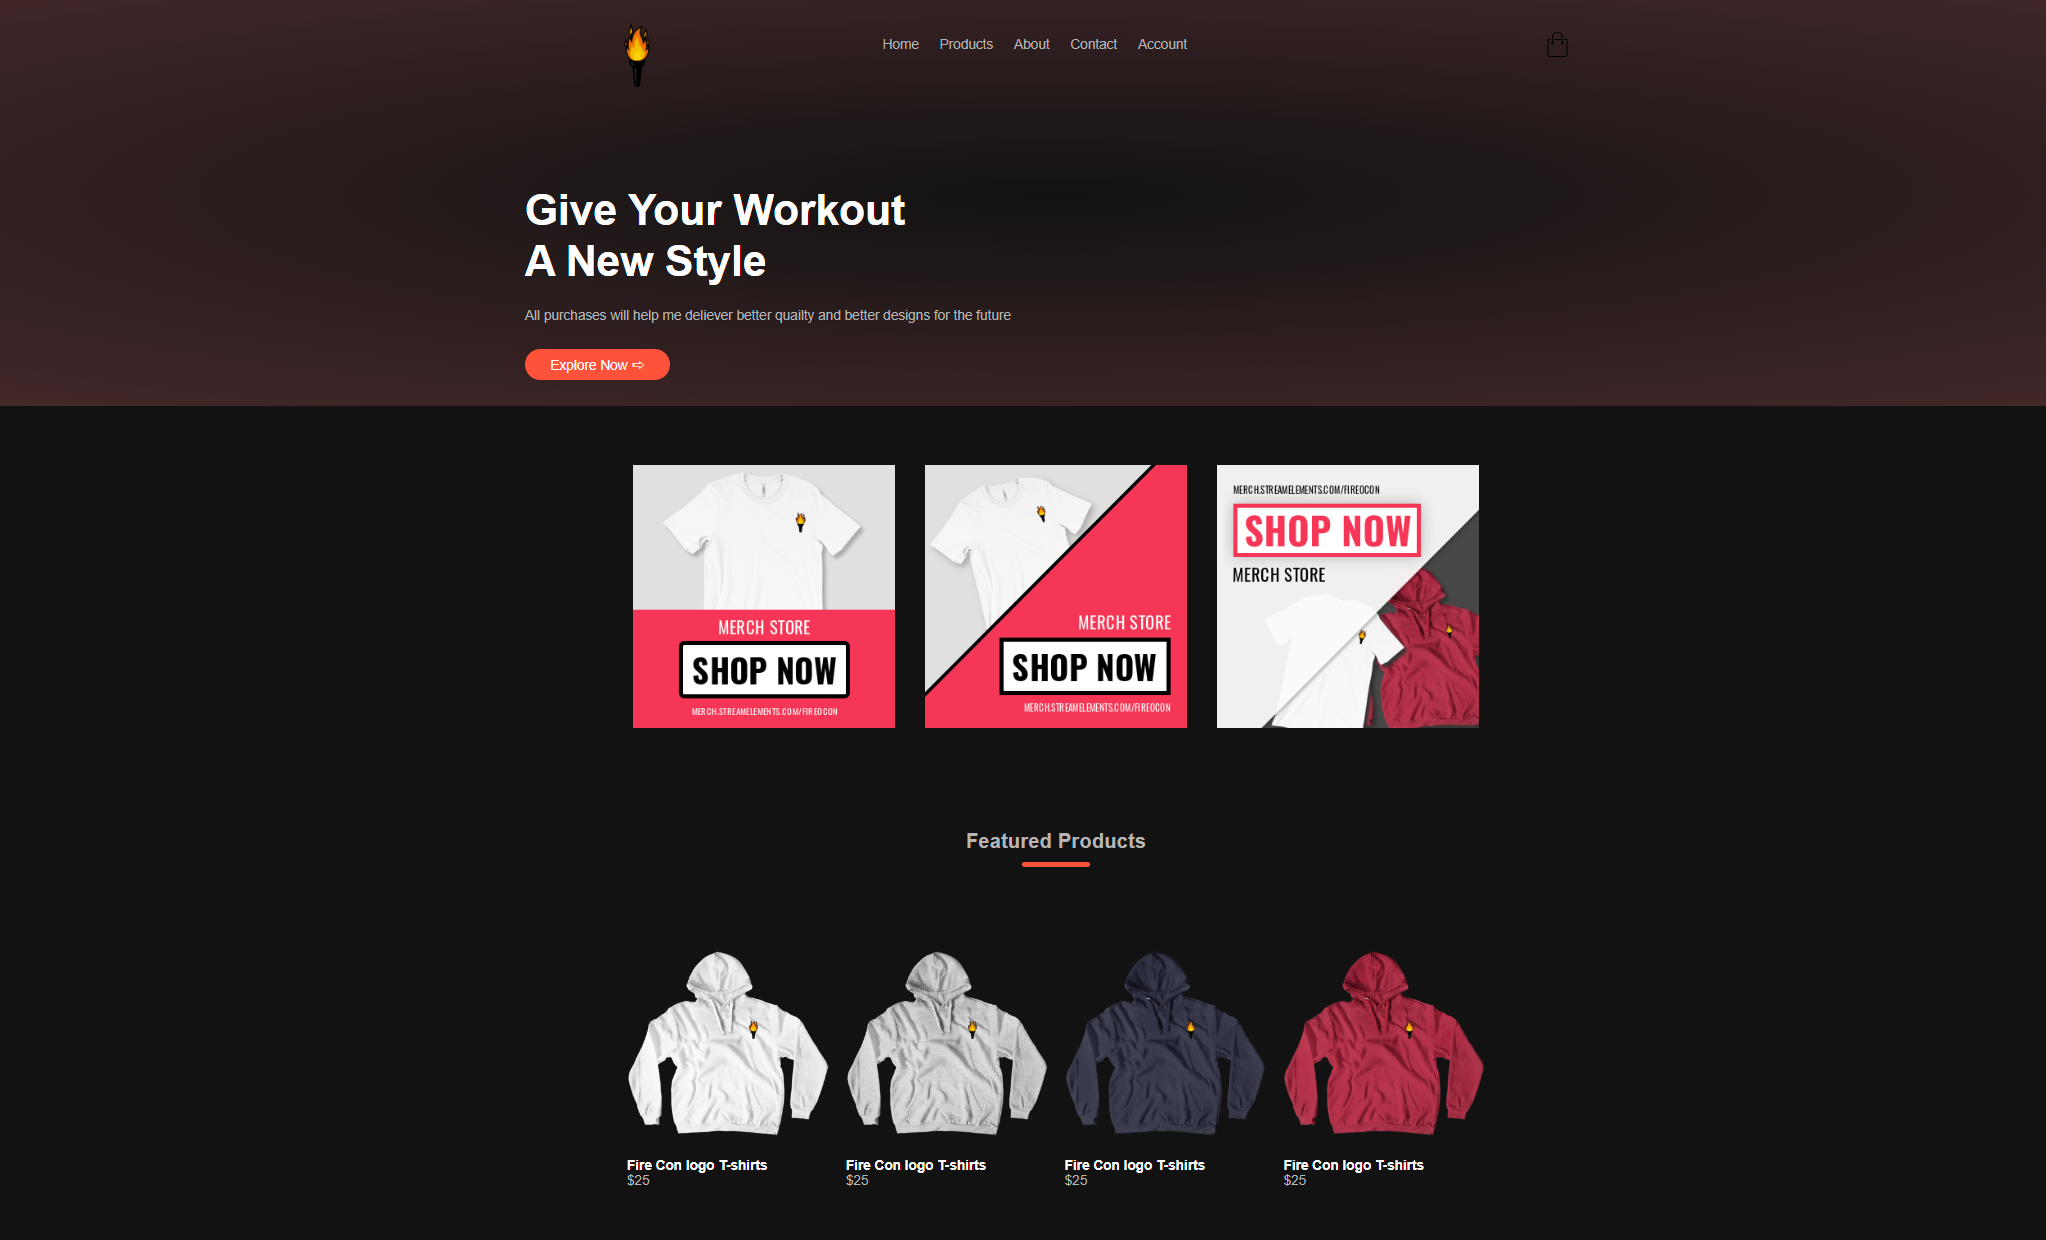 Home Products About Contact Account
Give Your Workout
A New Style
All purchases will help me deliever better quailty and better designs for the future
Explore Now ➪
MERCH STORE
SHOP NOW
MERCH.STREAMELEMENTS.COM/FIREOCON
MERCH STORE
SHOP NOW
MERCH.STREAMELEMENTS.COM/FIREOCON
MERCH.STREAMELEMENTS.COM/FIREOCON
SHOP NOW
MERCH STORE
Featured Products
Fire Con logo T-shirts
$25
Fire Con logo T-shirts
$25
Fire Con logo T-shirts
$25
Fire Con logo T-shirts
$25